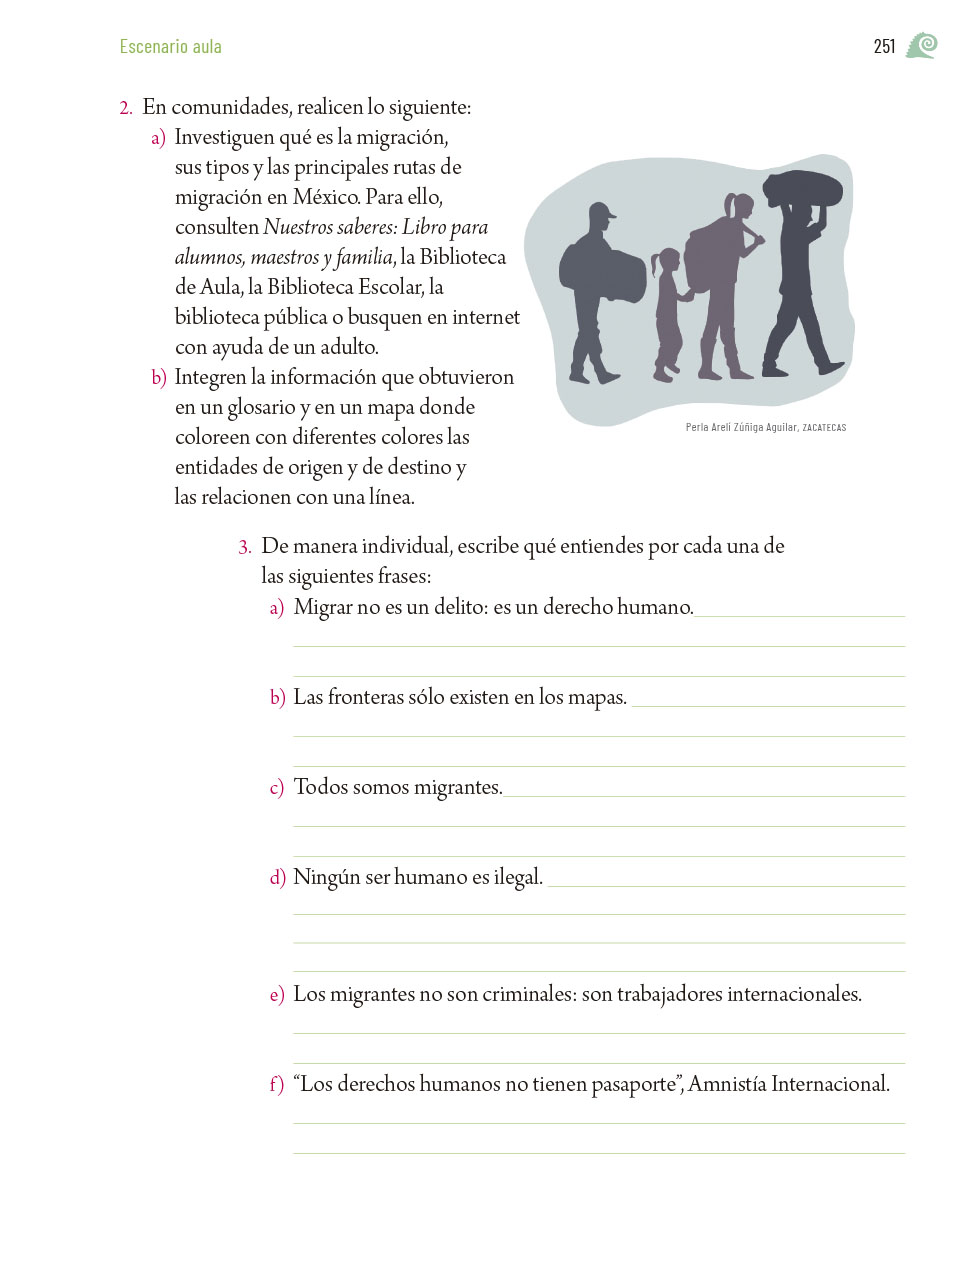 Escenario aula
251
2. En comunidades, realicen lo siguiente:
a) Investiguen qué es la migración,
sus tipos y las principales rutas de
migración en México. Para ello,
consulten Nuestros saberes: Libro para
alumnos, maestros y familia, la Biblioteca
de Aula, la Biblioteca Escolar, la
biblioteca pública o busquen en internet
con ayuda de un adulto.
b) Integren la información que obtuvieron
en un glosario y en un mapa donde
coloreen con diferentes colores las
entidades de origen y de destino y
las relacionen con una línea.
Perla Areli Zúñiga Aguilar, ZACATECAS
3. De manera individual, escribe qué entiendes por cada una de
las siguientes frases:
a) Migrar no es un delito: es un derecho humano.
b) Las fronteras sólo existen en los mapas.
c) Todos somos migrantes.
d) Ningún ser humano es ilegal.
e) Los migrantes no son criminales: son trabajadores internacionales.
f) “Los derechos humanos no tienen pasaporte”, Amnistía Internacional.